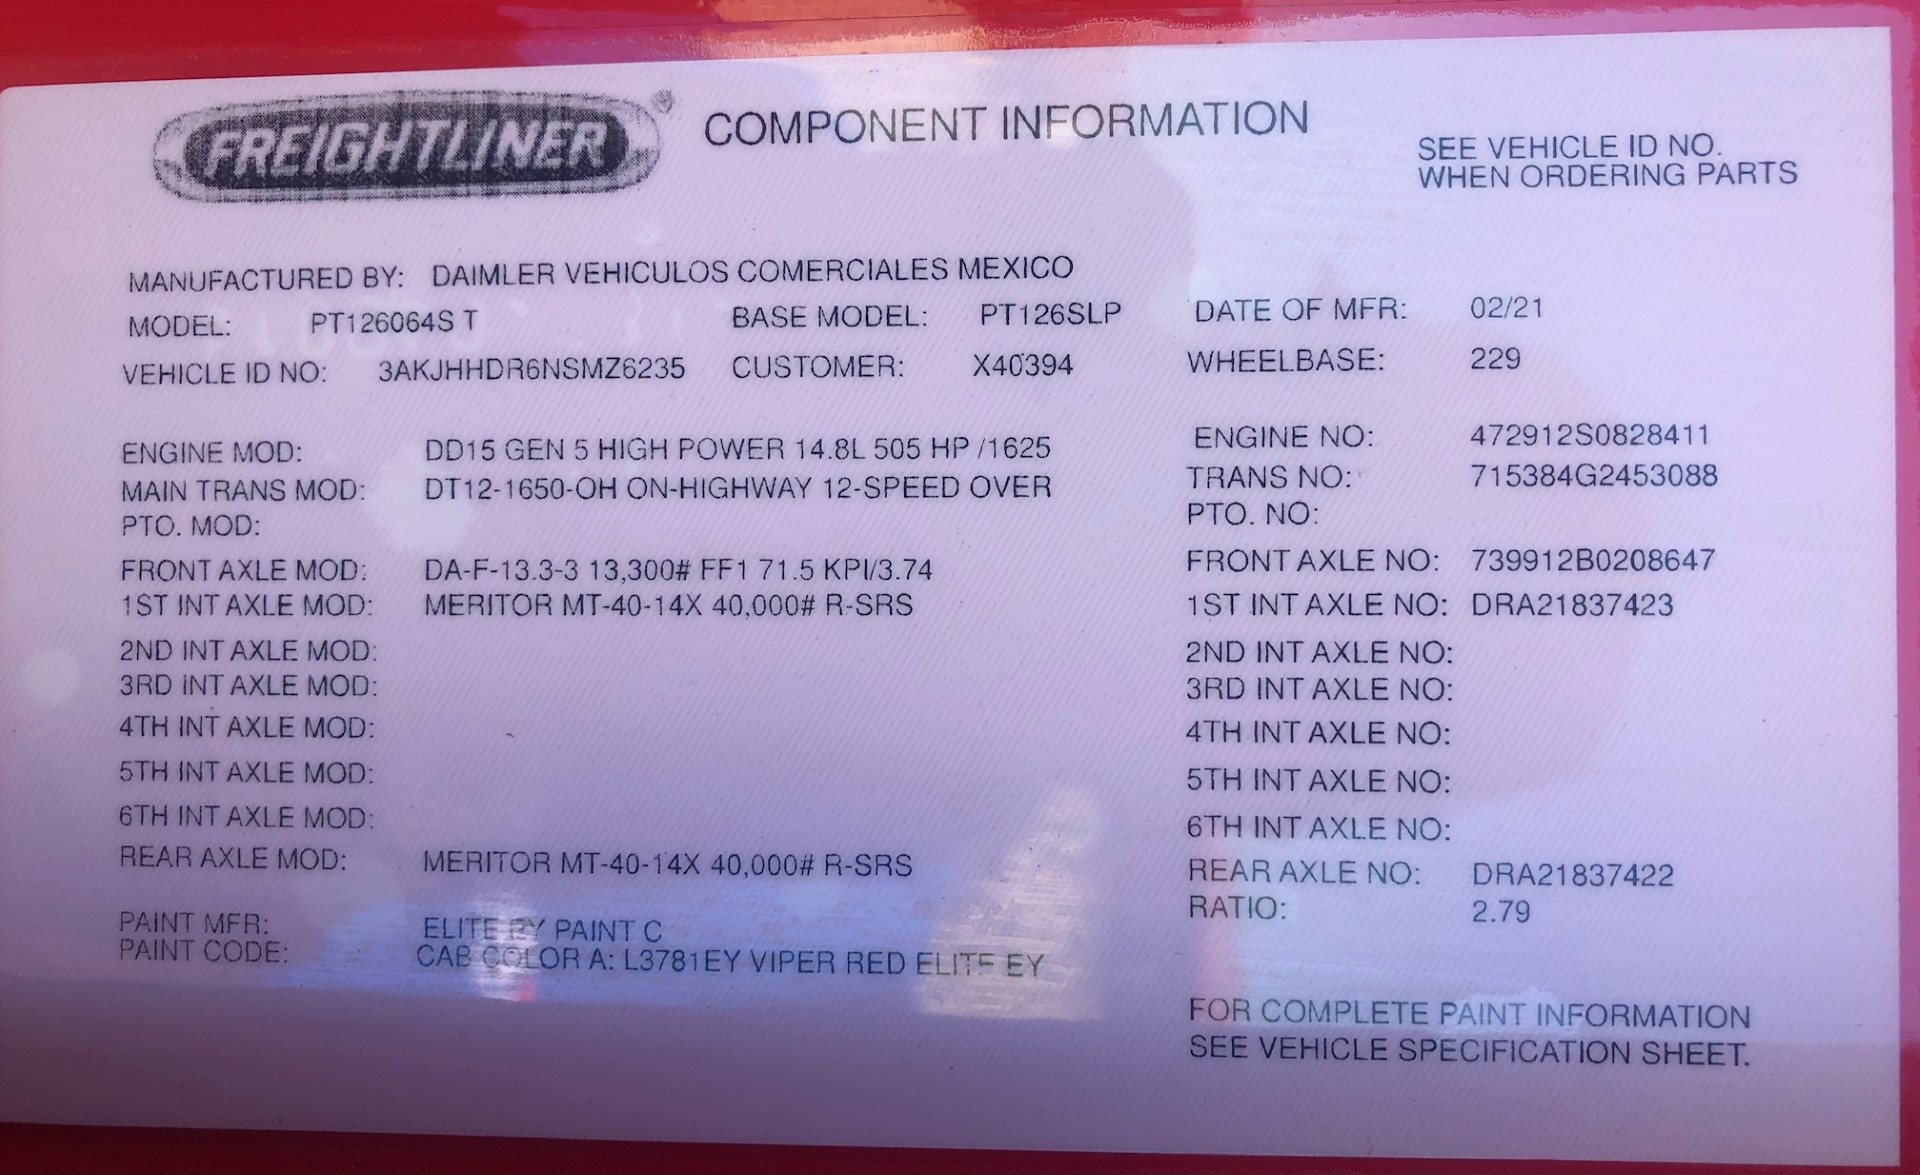 FREIGHTLINER ®
COMPONENT INFORMATION
SEE VEHICLE ID NO.
WHEN ORDERING PARTS
MANUFACTURED BY: DAIMLER VEHICULOS COMERCIALES MEXICO
MODEL: PT126064S T BASE MODEL: PT126SLP DATE OF MFR: 02/21
VEHICLE ID NO: 3AKJHHDR6NSMZ6235 CUSTOMER: X40394 WHEELBASE: 229
ENGINE MOD: DD15 GEN 5 HIGH POWER 14.8L 505 HP /1625 ENGINE NO: 472912S0828411
MAIN TRANS MOD: DT12-1650-OH ON-HIGHWAY 12-SPEED OVER TRANS NO: 715384G2453088
PTO. MOD: PTO. NO:
FRONT AXLE MOD: DA-F-13.3-3 13,300# FF1 71.5 KPI/3.74 FRONT AXLE NO: 739912B0208647
1ST INT AXLE MOD: MERITOR MT-40-14X 40,000# R-SRS 1ST INT AXLE NO: DRA21837423
2ND INT AXLE MOD: 2ND INT AXLE NO:
3RD INT AXLE MOD: 3RD INT AXLE NO:
4TH INT AXLE MOD: 4TH INT AXLE NO:
5TH INT AXLE MOD: 5TH INT AXLE NO:
6TH INT AXLE MOD: 6TH INT AXLE NO:
REAR AXLE MOD: MERITOR MT-40-14X 40,000# R-SRS REAR AXLE NO: DRA21837422
RATIO: 2.79
PAINT MFR: ELITE BY PAINT C
PAINT CODE: CAB COLOR A: L3781EY VIPER RED ELITE EY
FOR COMPLETE PAINT INFORMATION
SEE VEHICLE SPECIFICATION SHEET.